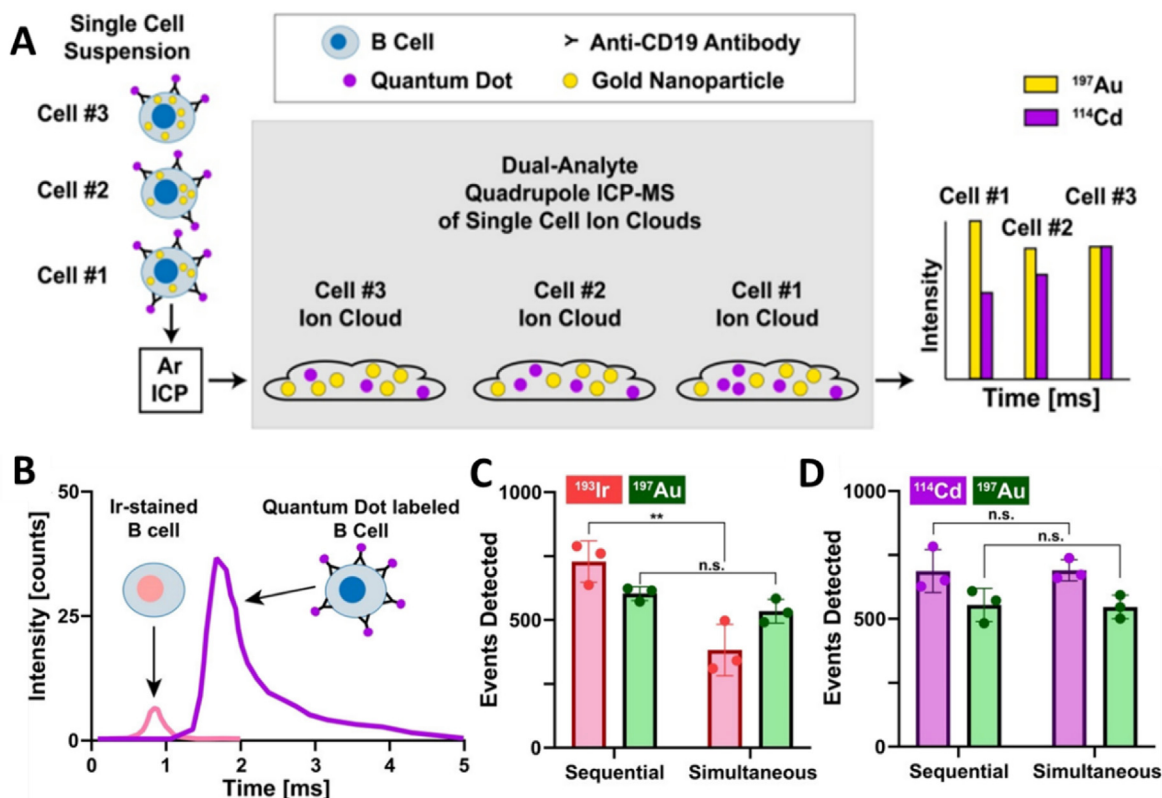 A
Single Cell
Suspension
Cell #3
Cell #2
Cell #1
Ar
ICP
B Cell
Anti-CD19 Antibody
Quantum Dot
Gold Nanoparticle
Dual-Analyte
Quadrupole ICP-MS
of Single Cell Ion Clouds
Cell #3
Ion Cloud
Cell #2
Ion Cloud
Cell #1
Ion Cloud
¹⁹⁷Au
¹¹⁴Cd
Cell #1
Cell #2
Cell #3
Intensity
Time [ms]
B
Intensity [counts]
50
25
0
Ir-stained
B cell
Quantum Dot labeled
B Cell
0 1 2 3 4 5
Time [ms]
C
¹⁹³Ir ¹⁹⁷Au
Events Detected
1000
500
0
**
n.s.
Sequential Simultaneous
D
¹¹⁴Cd ¹⁹⁷Au
Events Detected
1000
500
0
n.s.
n.s.
Sequential Simultaneous